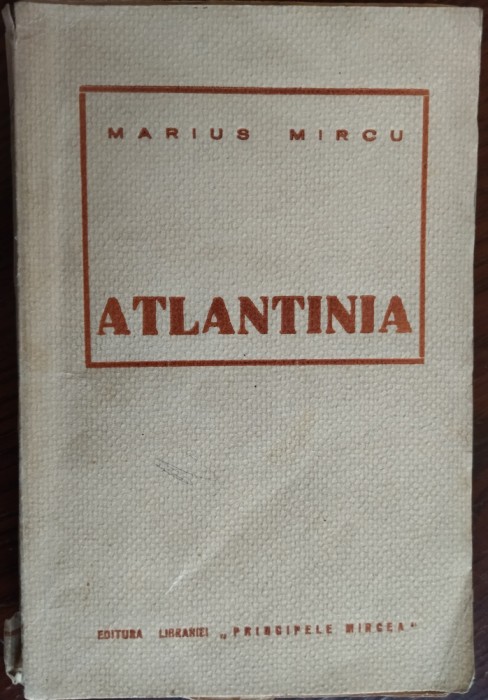 MARIUS MIRCU
ATLANTINIA
EDITURA LIBRARIEI „PRINCIPELE MIRCEA"